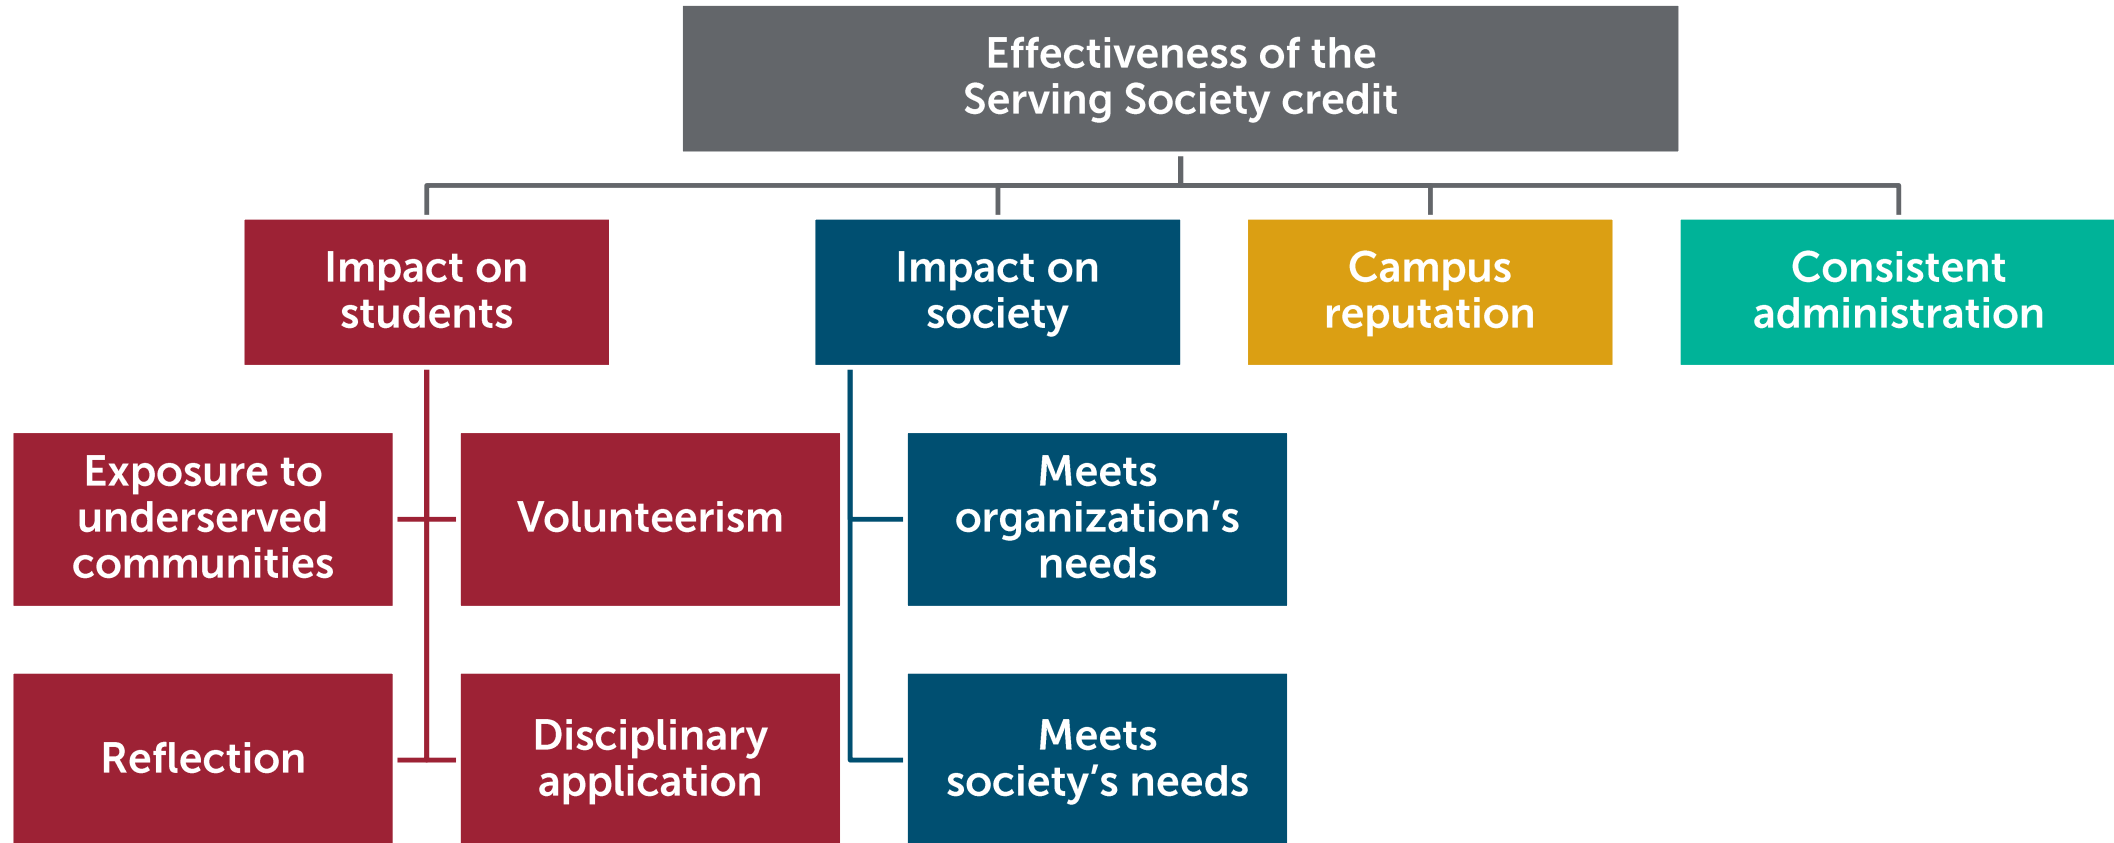 Effectiveness of the
Serving Society credit
Impact on
students
Impact on
society
Campus
reputation
Consistent
administration
Exposure to
underserved
communities
Volunteerism
Meets
organization’s
needs
Reflection
Disciplinary
application
Meets
society’s needs